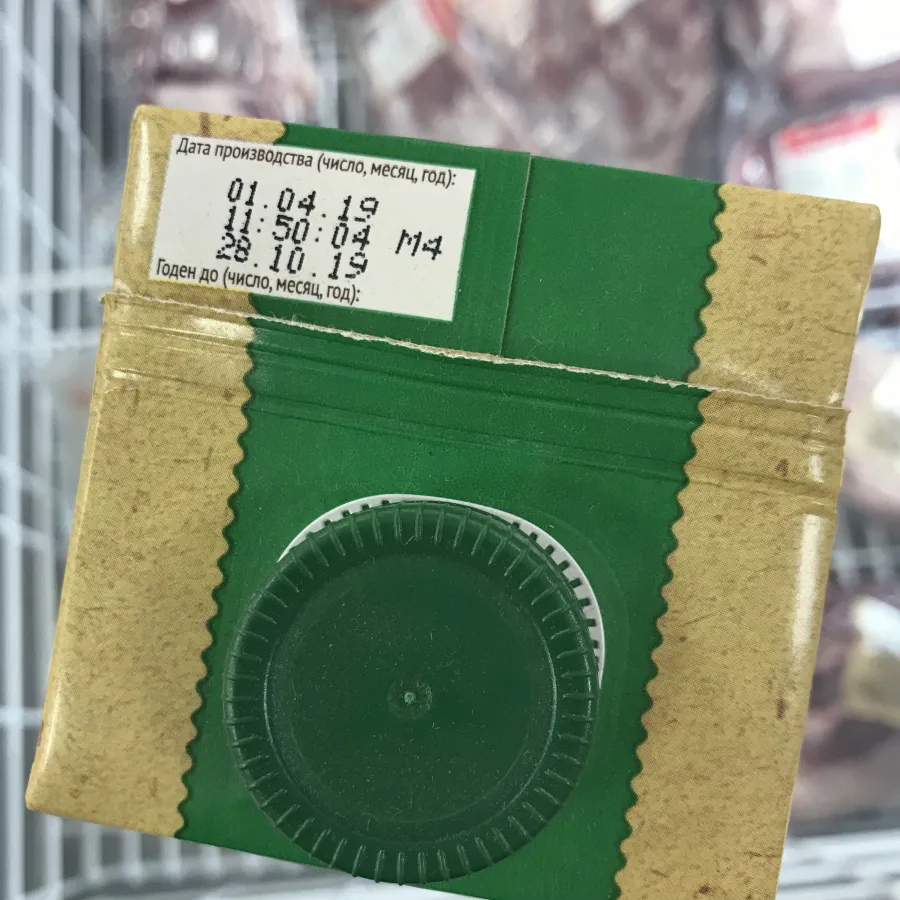 Дата производства (число, месяц, год):
01.04.19
11:50:04 М4
28.10.19
Годен до (число, месяц, год):